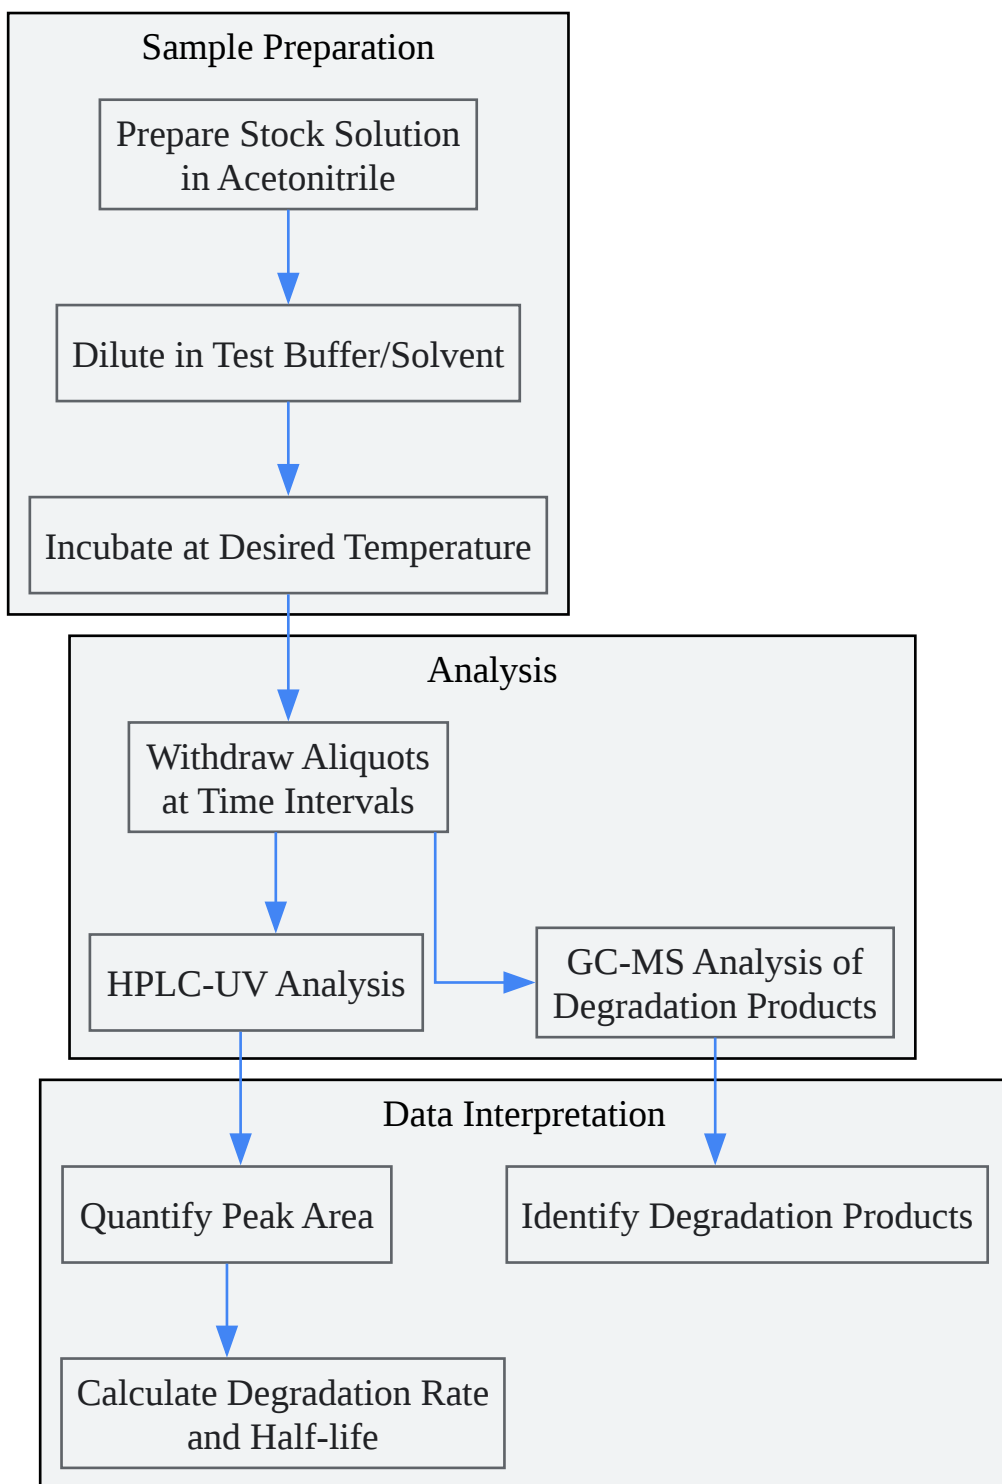 Sample Preparation
Prepare Stock Solution
in Acetonitrile
Dilute in Test Buffer/Solvent
Incubate at Desired Temperature
Analysis
Withdraw Aliquots
at Time Intervals
HPLC-UV Analysis
GC-MS Analysis of
Degradation Products
Data Interpretation
Quantify Peak Area
Identify Degradation Products
Calculate Degradation Rate
and Half-life